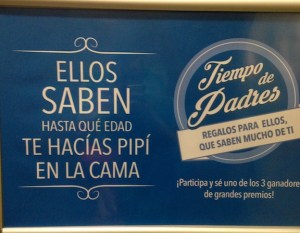 ELLOS
SABEN
HASTA QUÉ EDAD
TE HACÍAS PIPÍ
EN LA CAMA
Tiempo
de
Padres
REGALOS PARA ELLOS,
QUE SABEN MUCHO DE TI
¡Participa y sé uno de los 3 ganadores
de grandes premios!